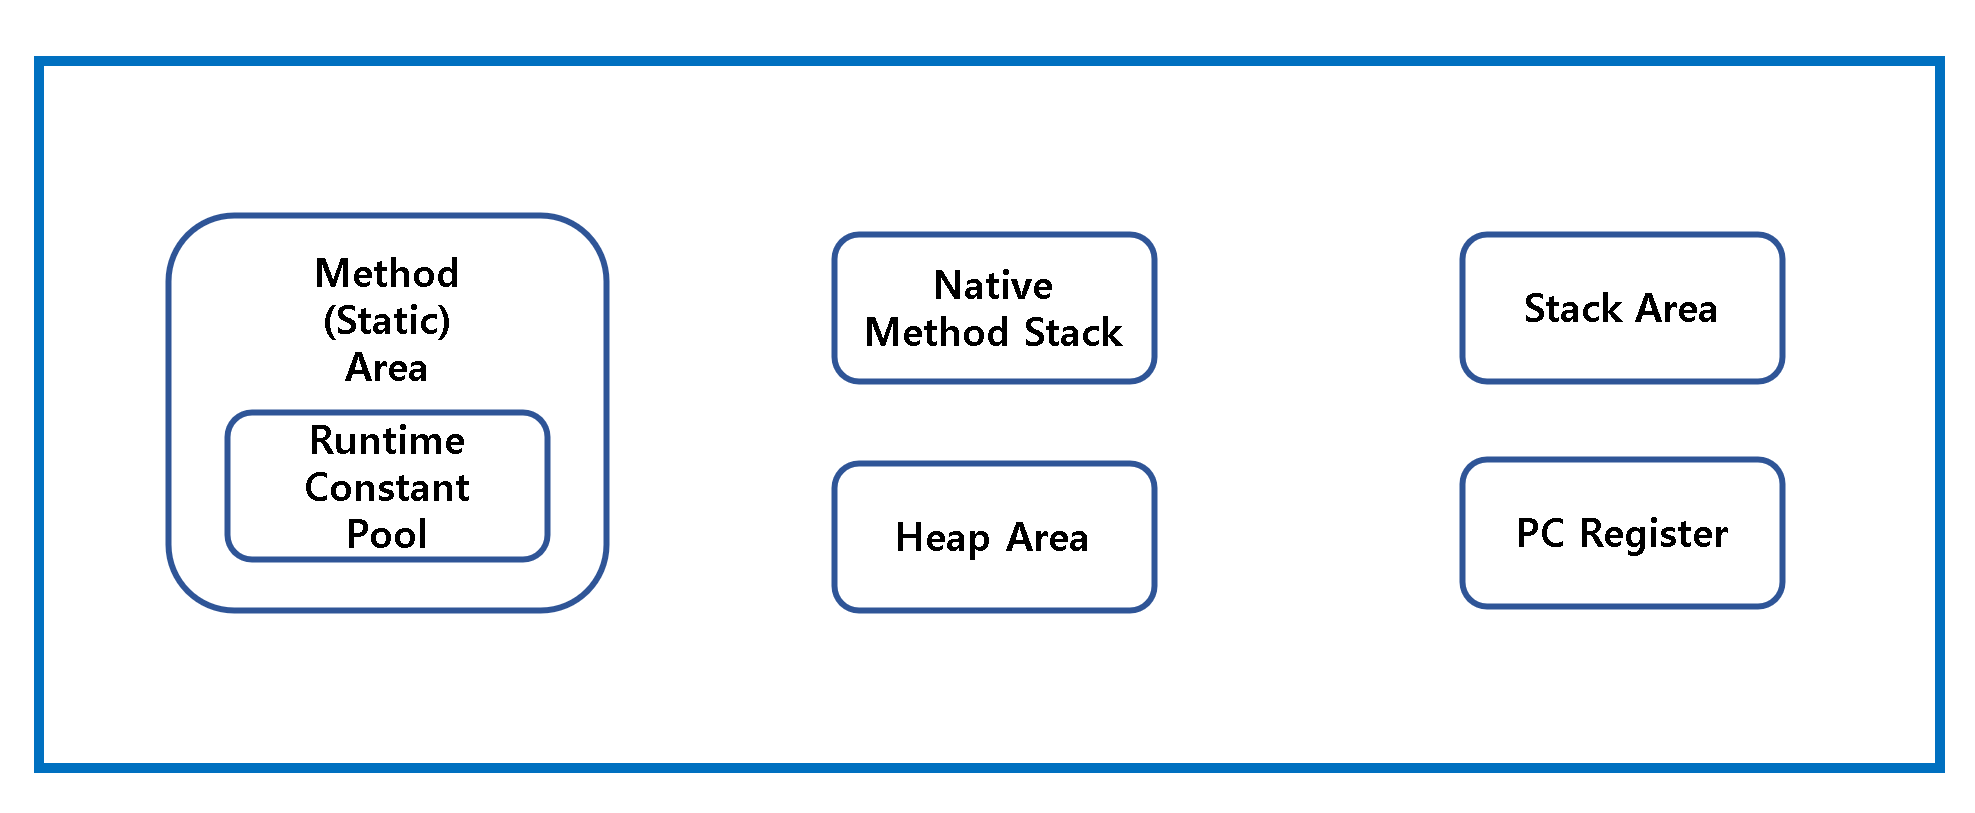 Method
(Static)
Area
Runtime
Constant
Pool
Native
Method Stack
Heap Area
Stack Area
PC Register